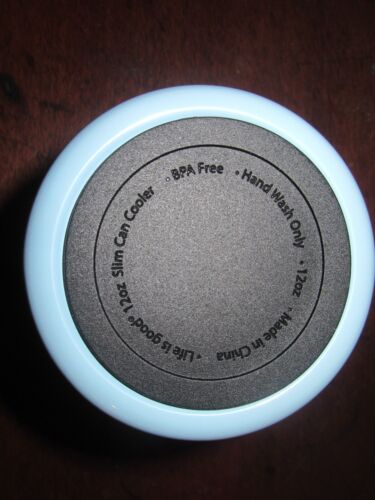 • Life is good® 12oz Slim Can Cooler • BPA Free • Hand Wash Only • 12oz • Made in China